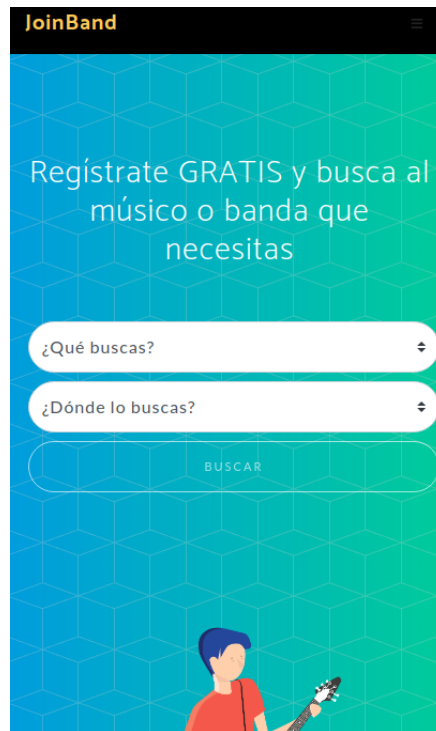 JoinBand
Regístrate GRATIS y busca al
músico o banda que
necesitas
¿Qué buscas?
¿Dónde lo buscas?
BUSCAR